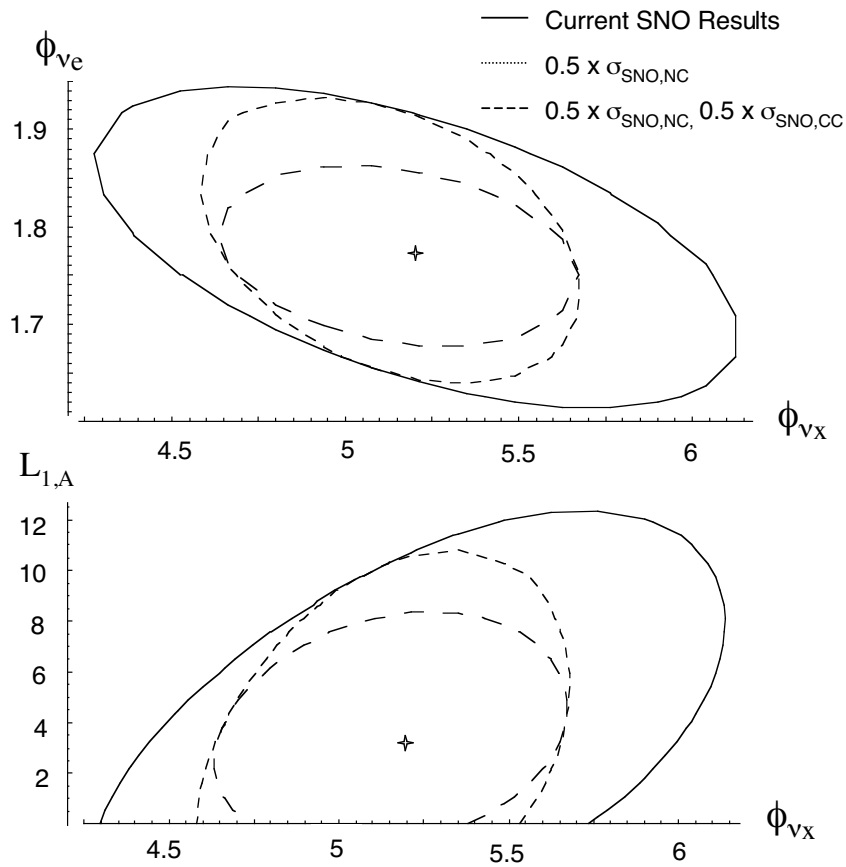 Current SNO Results
0.5 x σSNO,NC
0.5 x σSNO,NC, 0.5 x σSNO,CC
ϕνe
1.9
1.8
1.7
4.5 5 5.5 6
ϕνx
L1,A
12
10
8
6
4
2
4.5 5 5.5 6
ϕνx